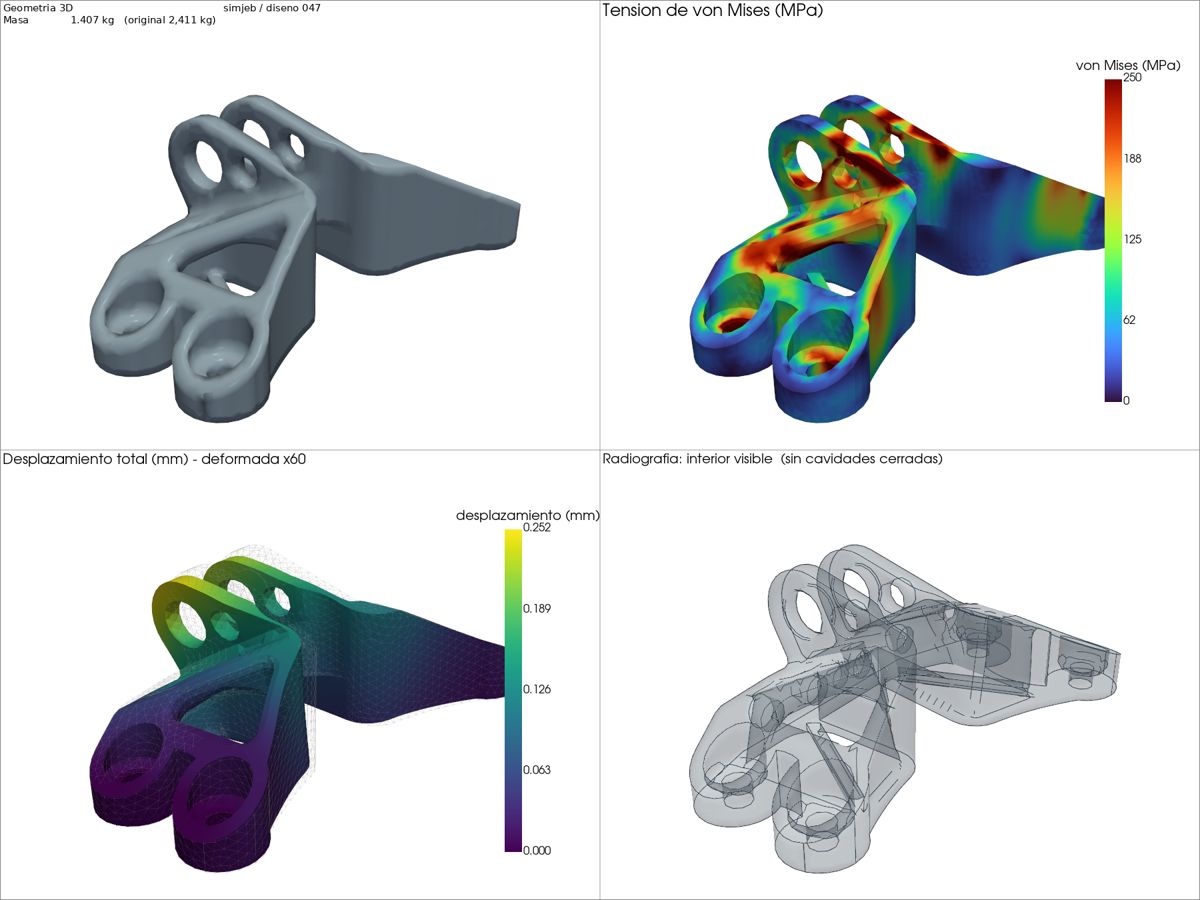 Geometria 3D simjeb / diseno 047
Masa 1.407 kg (original 2,411 kg)
Tension de von Mises (MPa)
von Mises (MPa)
250
188
125
62
0
Desplazamiento total (mm) - deformada x60
desplazamiento (mm)
0.252
0.189
0.126
0.063
0.000
Radiografia: interior visible (sin cavidades cerradas)